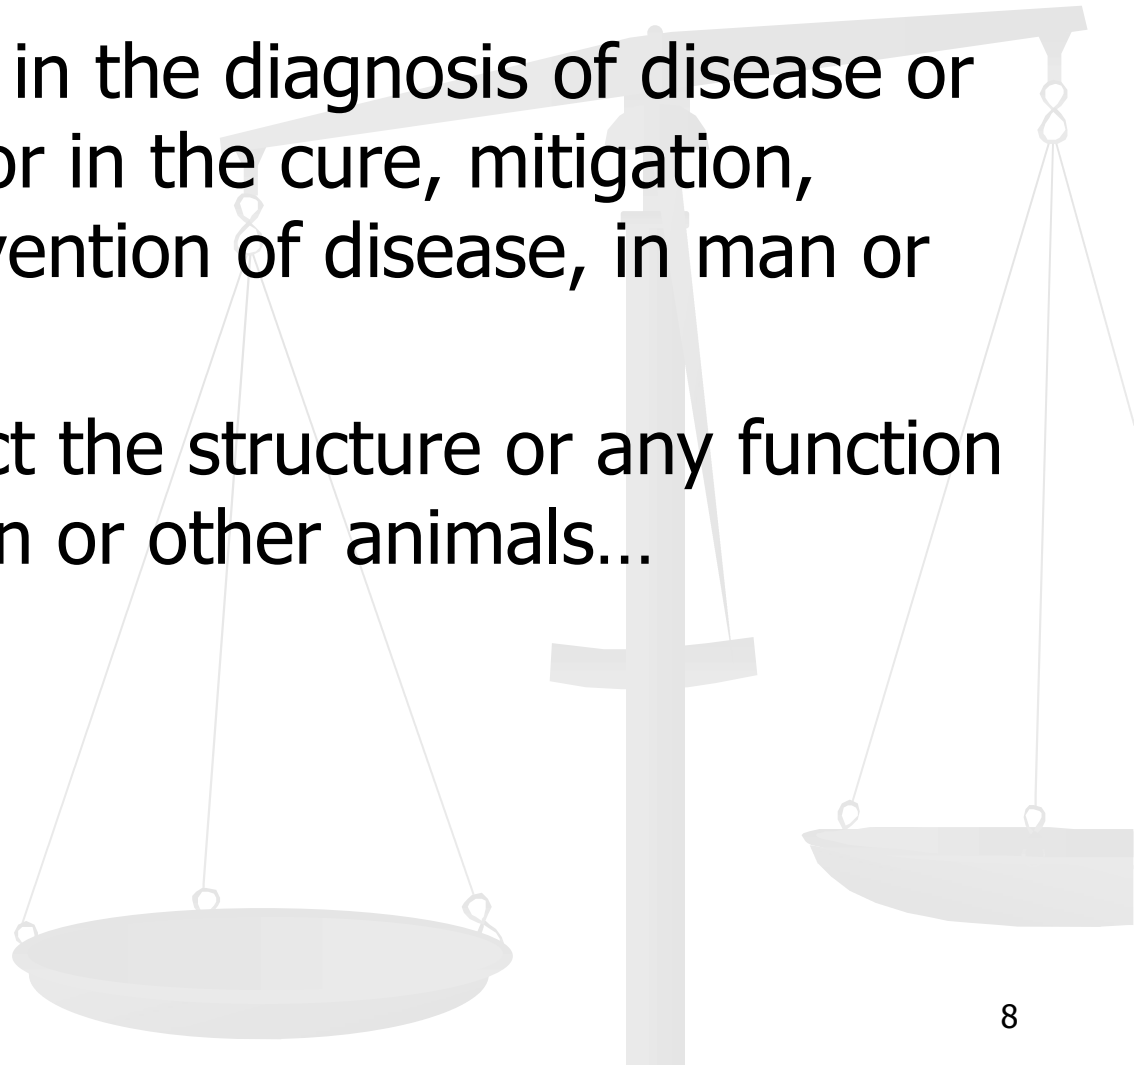 in the diagnosis of disease or
or in the cure, mitigation,
vention of disease, in man or
ct the structure or any function
n or other animals…
8